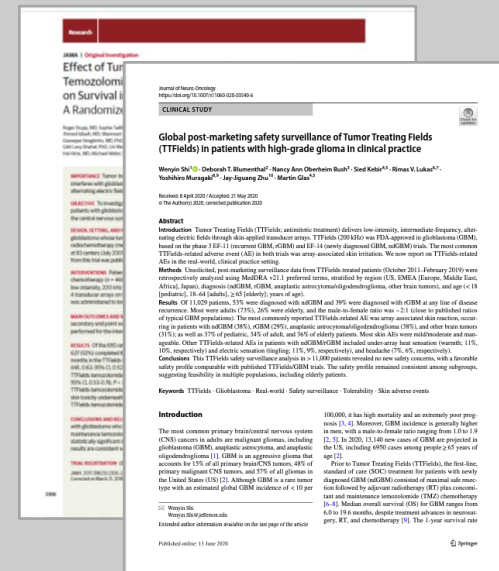 Research
JAMA | Original Investigation
Effect of Tum
Temozolomi
on Survival i
A Randomize
Journal of Neuro-Oncology
https://doi.org/10.1007/s11060-020-03540-6
CLINICAL STUDY
Global post-marketing safety surveillance of Tumor Treating Fields
(TTFields) in patients with high-grade glioma in clinical practice
Wenyin Shi · Deborah T. Blumenthal · Nancy Ann Oberheim Bush · Sied Kebir · Rimas V. Lukas ·
Yoshihiro Muragaki · Jay-Jiguang Zhu · Martin Glas
Received: 8 April 2020 / Accepted: 21 May 2020
© The Author(s) 2020, corrected publication 2020
Abstract
Introduction Tumor Treating Fields (TTFields; antimitotic treatment) delivers low-intensity, intermediate-frequency, alter-
nating electric fields through skin-applied transducer arrays. TTFields (200 kHz) was FDA-approved in glioblastoma (GBM),
based on the phase 3 EF-11 (recurrent GBM, rGBM) and EF-14 (newly diagnosed GBM, ndGBM) trials. The most common
TTFields-related adverse event (AE) in both trials was array-associated skin irritation. We now report on TTFields-related
AEs in the real-world, clinical practice setting.
Methods Unsolicited, post-marketing surveillance data from TTFields-treated patients (October 2011–February 2019) were
retrospectively analyzed using MedDRA v21.1 preferred terms, stratified by region (US, EMEA [Europe, Middle East,
Africa], Japan), diagnosis (ndGBM, rGBM, anaplastic astrocytoma/oligodendroglioma, other brain tumors), and age (< 18
[pediatric], 18–64 [adults], ≥ 65 [elderly]; years of age).
Results Of 11,029 patients, 53% were diagnosed with ndGBM and 39% were diagnosed with rGBM at any line of disease
recurrence. Most were adults (73%), 26% were elderly, and the male-to-female ratio was ~2:1 (close to published ratios
of typical GBM populations). The most commonly reported TTFields-related AE was array-associated skin reaction, occur-
ring in patients with ndGBM (38%), rGBM (29%), anaplastic astrocytoma/oligodendroglioma (38%), and other brain tumors
(31%); as well as 37% of pediatric, 34% of adult, and 36% of elderly patients. Most skin AEs were mild/moderate and man-
ageable. Other TTFields-related AEs in patients with ndGBM/rGBM included under-array heat sensation (warmth; 11%,
10%, respectively) and electric sensation (tingling; 11%, 9%, respectively), and headache (7%, 6%, respectively).
Conclusions This TTFields safety surveillance analysis in > 11,000 patients revealed no new safety concerns, with a favorable
safety profile comparable with published TTFields/GBM trials. The safety profile remained consistent among subgroups,
suggesting feasibility in multiple populations, including elderly patients.
Keywords TTFields · Glioblastoma · Real-world · Safety surveillance · Tolerability · Skin adverse events
Introduction
The most common primary brain/central nervous system
(CNS) cancers in adults are malignant gliomas, including
glioblastoma (GBM), anaplastic astrocytoma, and anaplastic
oligodendroglioma [1]. GBM is an aggressive glioma that
accounts for 15% of all primary brain/CNS tumors, 48% of
primary malignant CNS tumors, and 57% of all gliomas in
the United States (US) [2]. Although GBM is a rare tumor
type with an estimated global GBM incidence of < 10 per
Wenyin Shi
Wenyin.Shi@jefferson.edu
Extended author information available on the last page of the article
100,000, it has high mortality and an extremely poor prog-
nosis [3, 4]. Moreover, GBM incidence is generally higher
in men, with a male-to-female ratio ranging from 1.0 to 1.9
[2, 5]. In 2020, 13,140 new cases of GBM are projected in
the US, including 6950 cases among people ≥ 65 years of
age [2].
Prior to Tumor Treating Fields (TTFields), the first-line,
standard of care (SOC) treatment for patients with newly
diagnosed GBM (ndGBM) consisted of maximal safe resec-
tion followed by adjuvant radiotherapy (RT) plus concomi-
tant and maintenance temozolomide (TMZ) chemotherapy
[6–8]. Median overall survival (OS) for GBM ranges from
6.0 to 19.6 months, despite treatment advances in neurosur-
gery, RT, and chemotherapy [9]. The 1-year survival rate
Published online: 13 June 2020
Springer